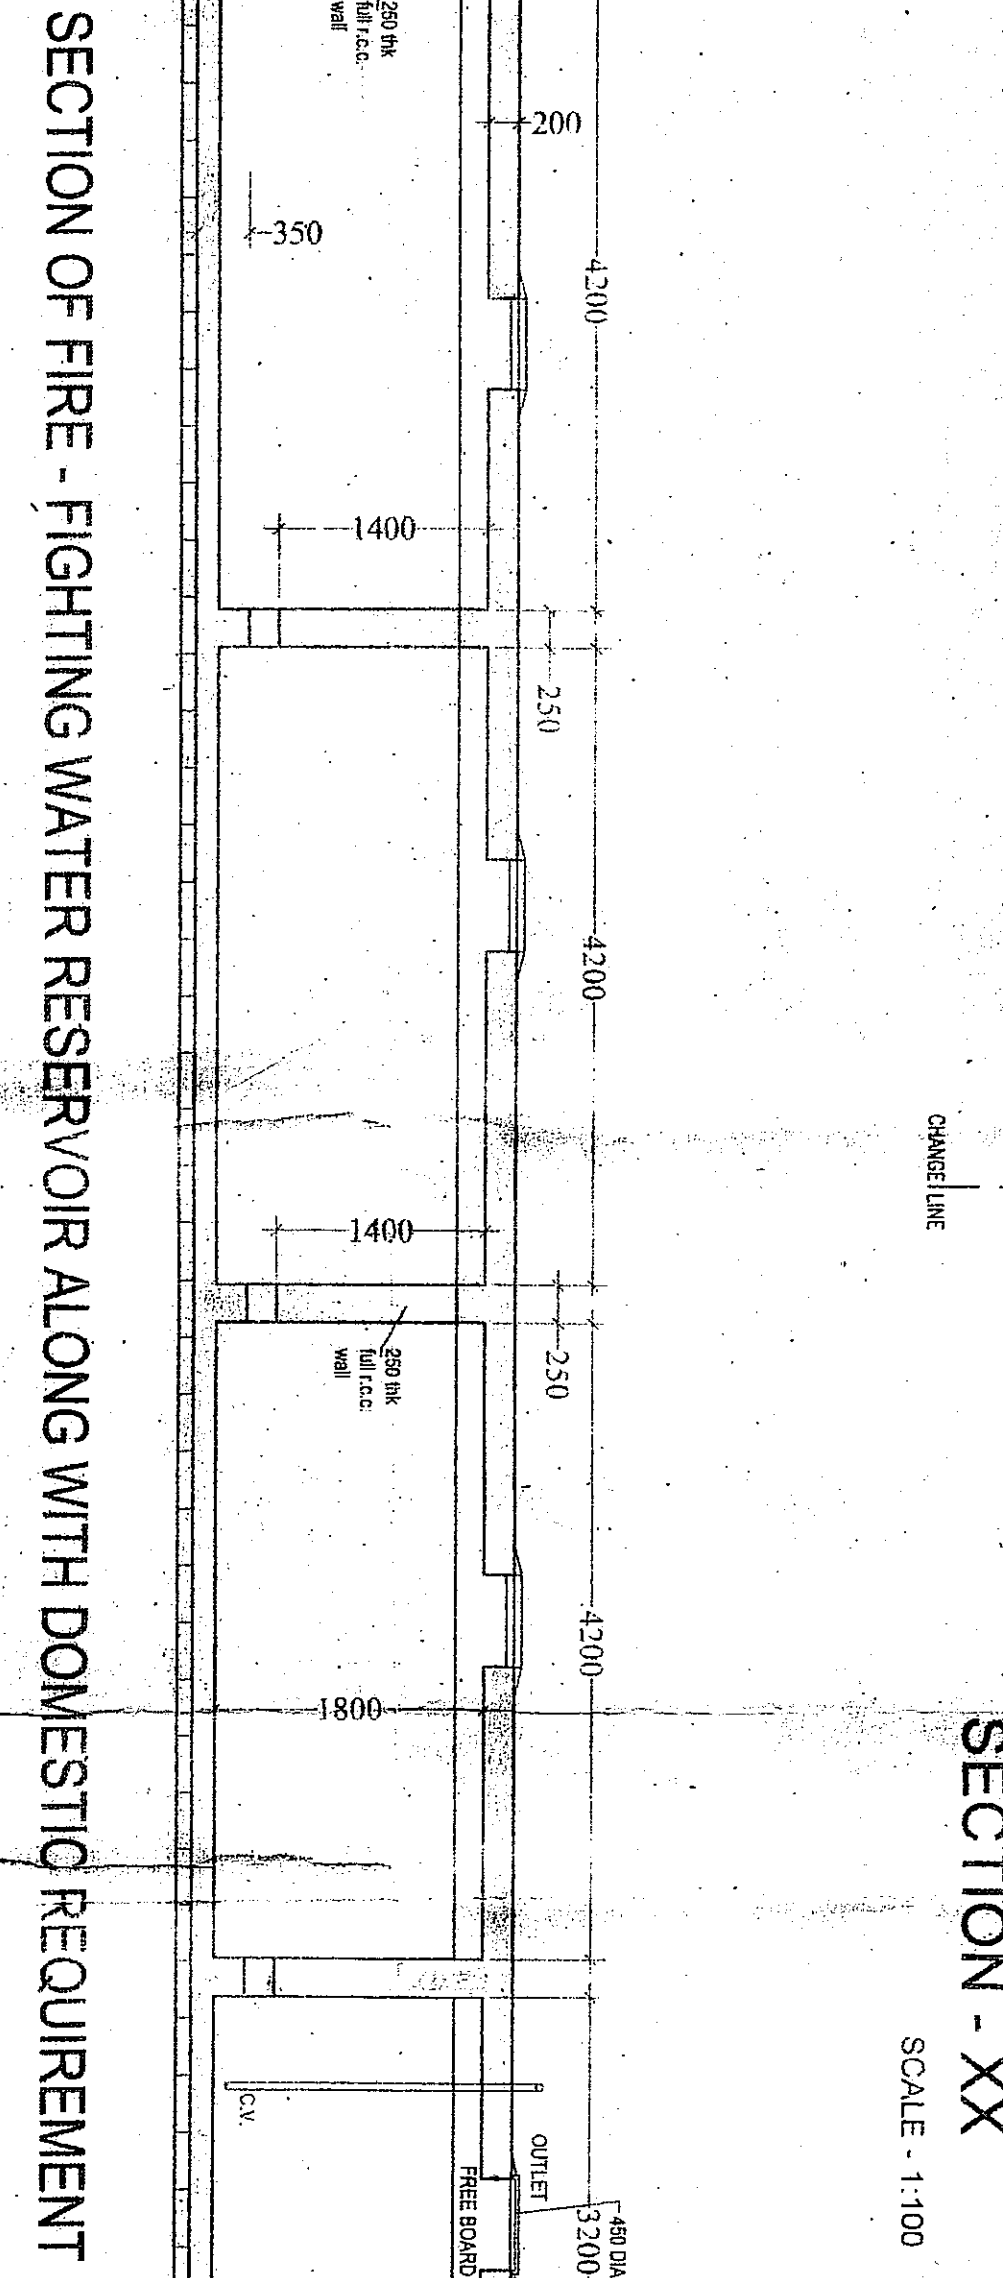 SECTION - XX
SCALE - 1:100
CHANGE LINE
4200
4200
4200
3200
450 DIA
OUTLET
FREE BOARD
C.V.
200
250
250
350
1400
1400
1800
250 thk
full r.c.c.
wall
250 thk
full r.c.c.
wall
SECTION OF FIRE - FIGHTING WATER RESERVOIR ALONG WITH DOMESTIC REQUIREMENT